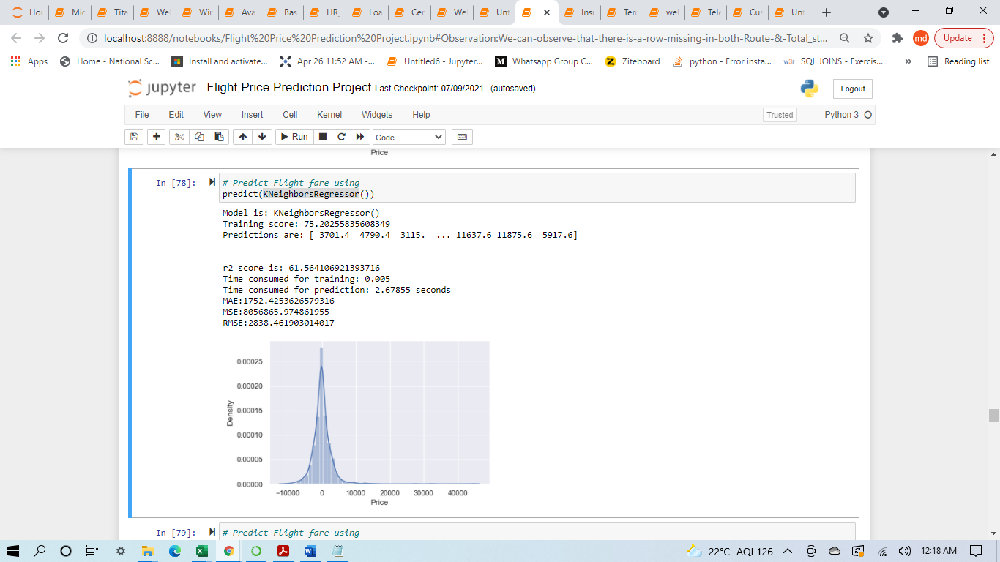 Ho
Mic
Tita
We
Wir
Ava
Bas
HR_
Loa
Cer
We
Unt
Insu
Ten
wel
Tele
Cus
Unt
localhost:8888/notebooks/Flight%20Price%20Prediction%20Project.ipynb#Observation:We-can-observe-that-there-is-a-row-missing-in-both-Route-&-Total_st...
md
Update
Apps
Home - National Sc...
Install and activate...
Apr 26 11:52 AM -...
Untitled6 - Jupyter...
M
Whatsapp Group C...
Z
Ziteboard
python - Error insta...
w3r
SQL JOINS - Exercis...
»
Reading list
jupyter
Flight Price Prediction Project Last Checkpoint: 07/09/2021 (autosaved)
Logout
File
Edit
View
Insert
Cell
Kernel
Widgets
Help
Trusted
Python 3
Run
Code
Price
In [78]:
# Predict Flight fare using
predict(KNeighborsRegressor())
Model is: KNeighborsRegressor()
Training score: 75.20255835608349
Predictions are: [ 3701.4 4790.4 3115. ... 11637.6 11875.6 5917.6]
r2 score is: 61.564106921393716
Time consumed for training: 0.005
Time consumed for prediction: 2.67855 seconds
MAE:1752.4253626579316
MSE:8056865.974861955
RMSE:2838.461903014017
0.00025
0.00020
0.00015
0.00010
0.00005
0.00000
Density
−10000 0 10000 20000 30000 40000
Price
In [79]:
# Predict Flight fare using
22°C AQI 126
12:18 AM